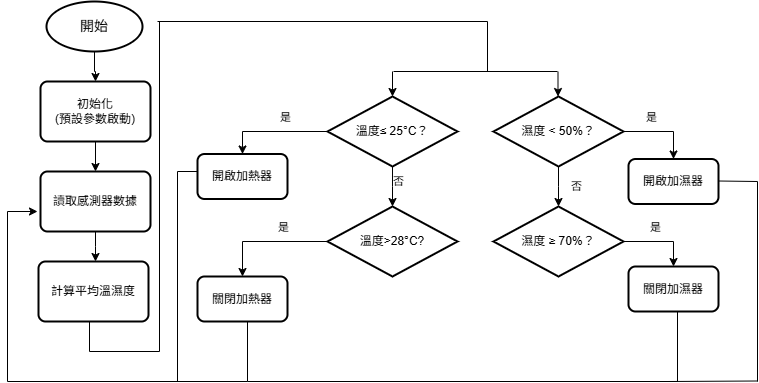 開始
初始化
(預設參數啟動)
讀取感測器數據
計算平均溫濕度
溫度≤ 25°C？
是
開啟加熱器
否
溫度>28°C?
是
關閉加熱器
濕度 < 50%？
是
開啟加濕器
否
濕度 ≥ 70%？
是
關閉加濕器